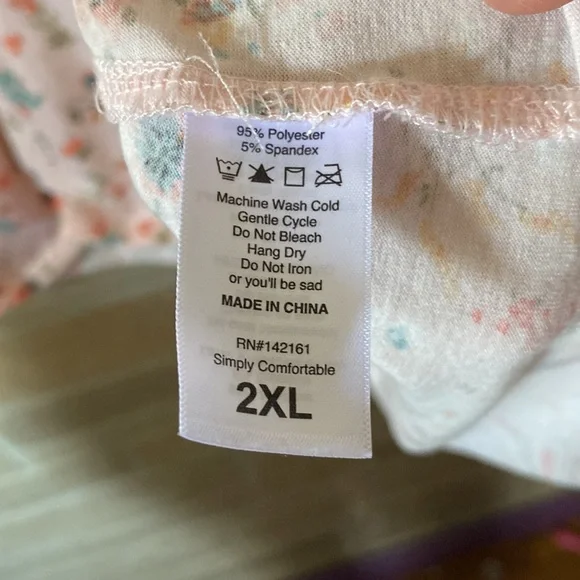 95% Polyester
5% Spandex
Machine Wash Cold
Gentle Cycle
Do Not Bleach
Hang Dry
Do Not Iron
or you'll be sad
MADE IN CHINA
RN#142161
Simply Comfortable
2XL